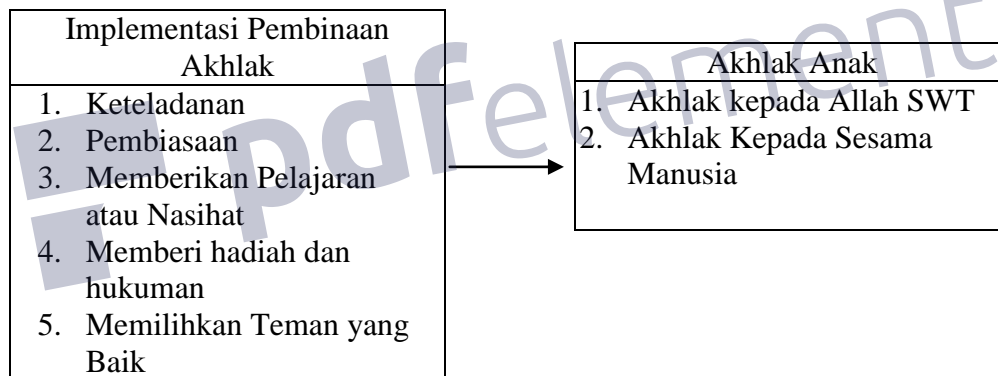 Implementasi Pembinaan
Akhlak
1. Keteladanan
2. Pembiasaan
3. Memberikan Pelajaran
atau Nasihat
4. Memberi hadiah dan
hukuman
5. Memilihkan Teman yang
Baik
Akhlak Anak
1. Akhlak kepada Allah SWT
2. Akhlak Kepada Sesama
Manusia
pdfelement